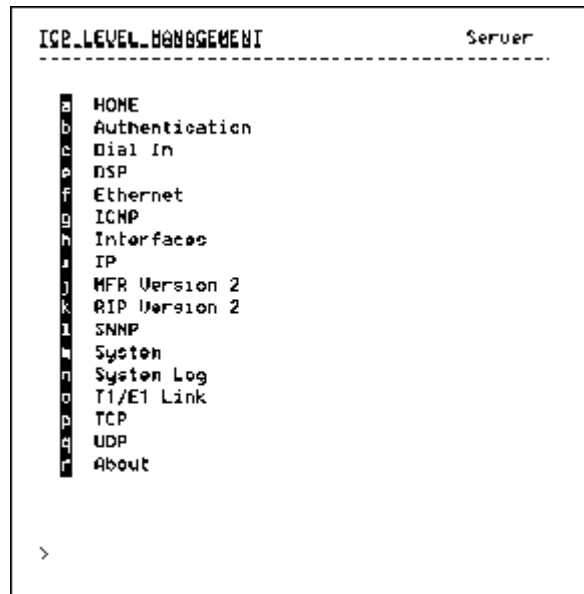 TOP_LEVEL_MANAGEMENT Server
a HOME
b Authentication
c Dial In
e DSP
f Ethernet
g ICMP
h Interfaces
i IP
j MFR Version 2
k RIP Version 2
l SNMP
m System
n System Log
o T1/E1 Link
p TCP
q UDP
r About
>